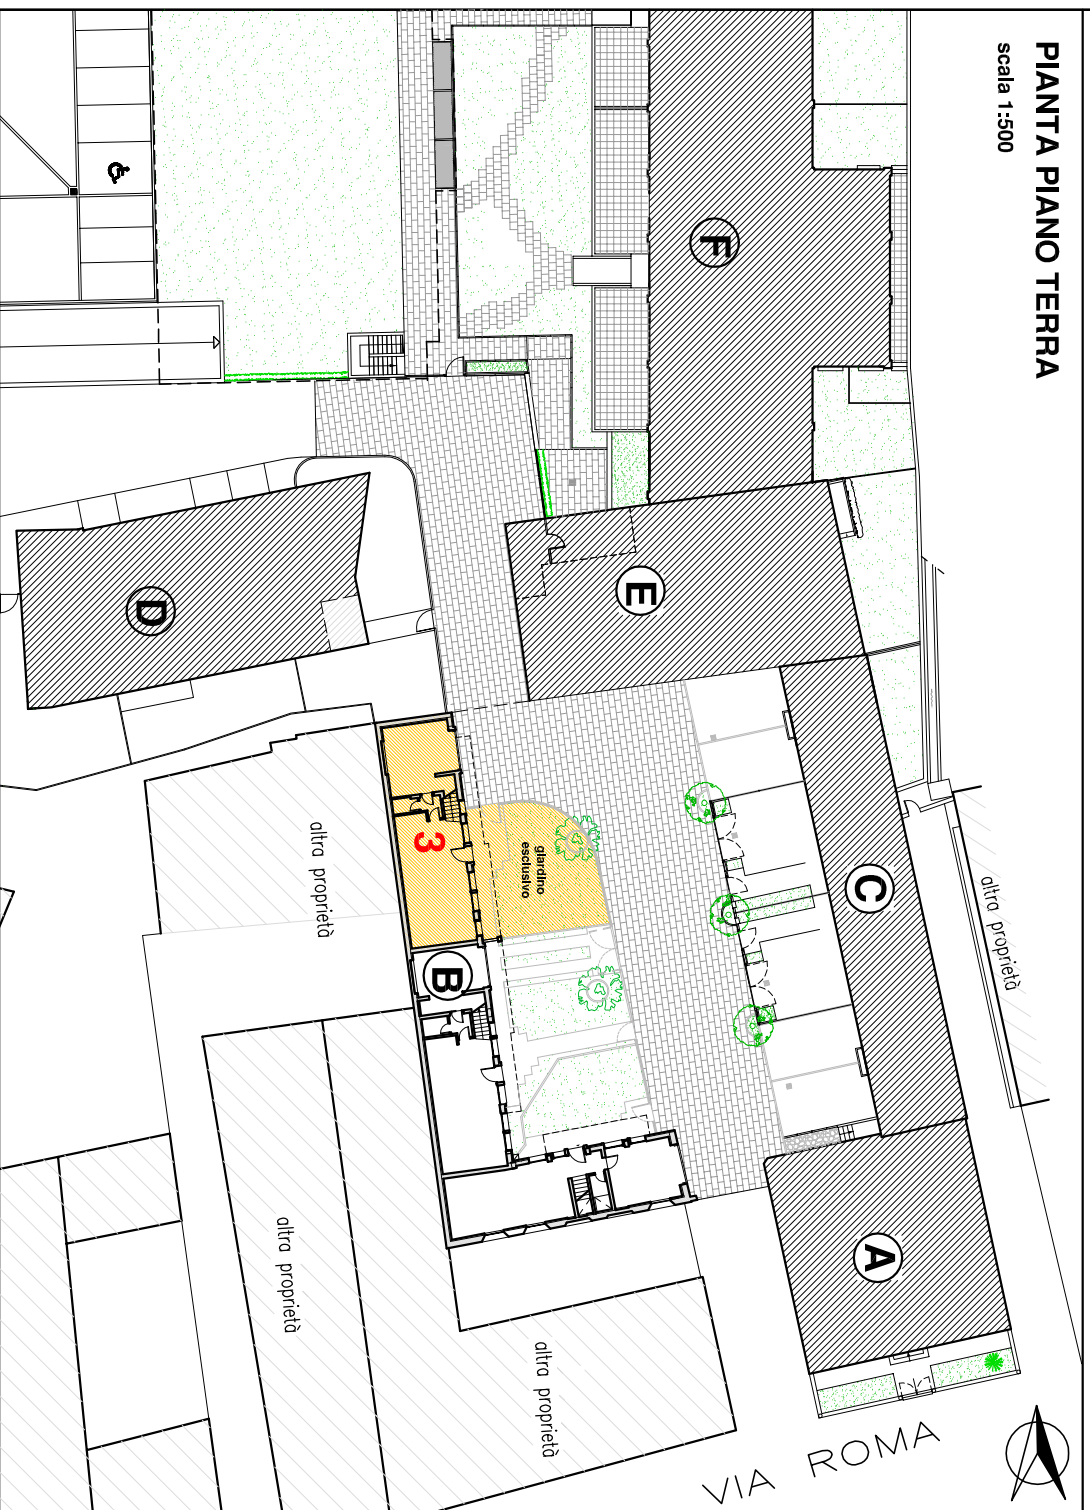 PIANTA PIANO TERRA
scala 1:500
F
E
D
C
altra proprietà
giardino
esclusivo
3
B
altra proprietà
A
altra proprietà
altra proprietà
VIA ROMA